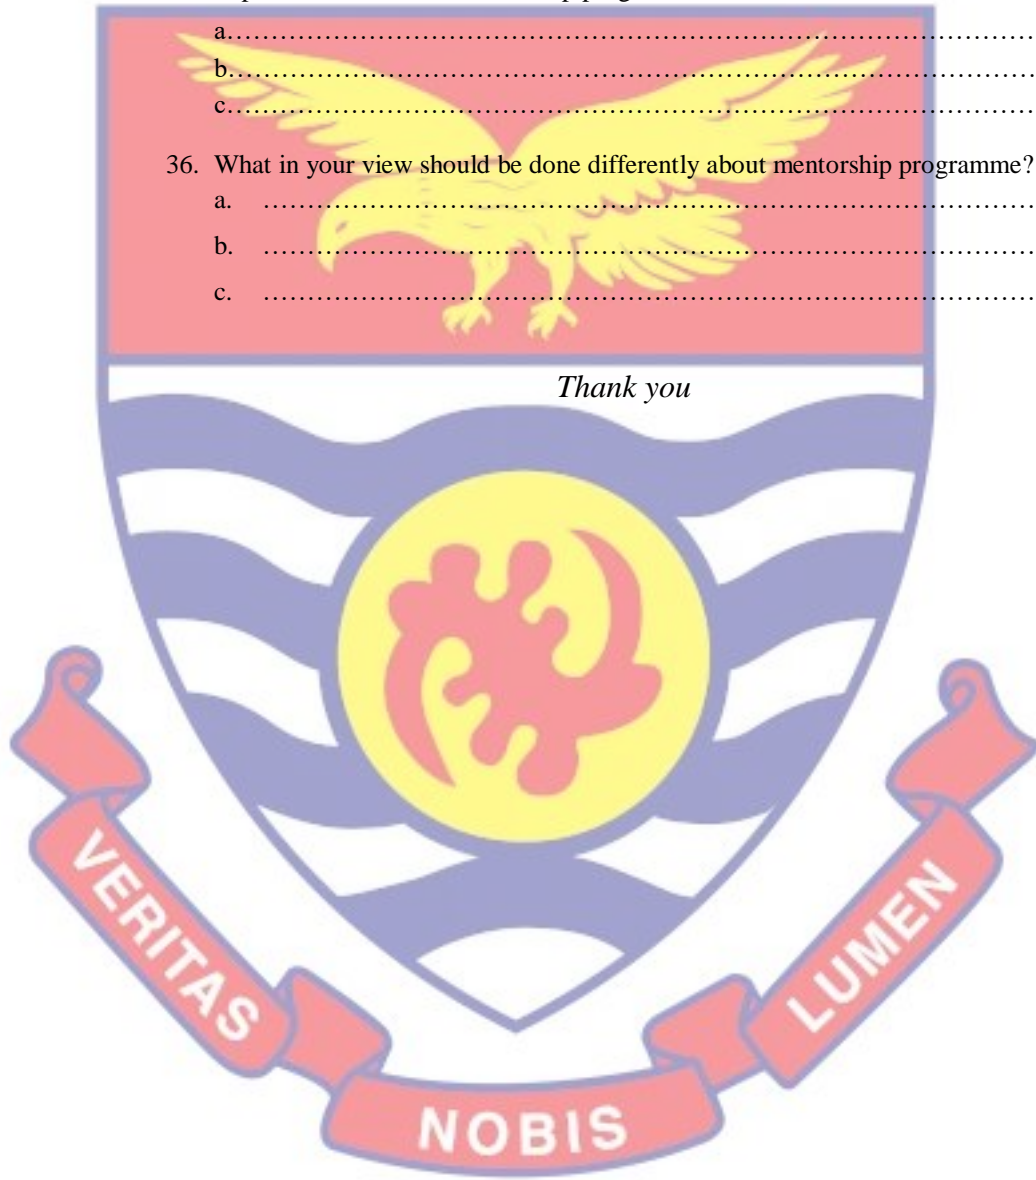 a……………………………………………………………………………
b……………………………………………………………………………
c……………………………………………………………………………
36. What in your view should be done differently about mentorship programme?
a. ……………………………………………………………………………
b. ……………………………………………………………………………
c. ……………………………………………………………………………
Thank you
VERITAS
NOBIS
LUMEN